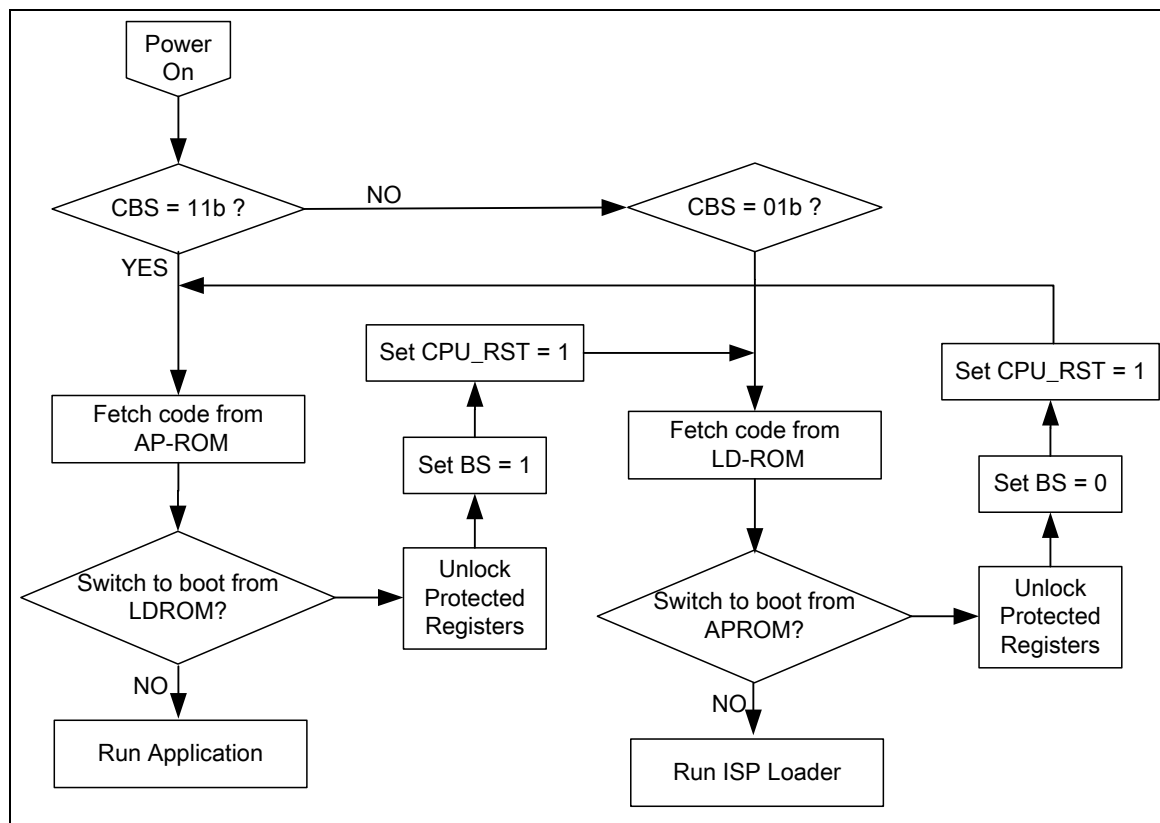 Power
On
CBS = 11b ?
NO
CBS = 01b ?
YES
Set CPU_RST = 1
Set CPU_RST = 1
Fetch code from
AP-ROM
Fetch code from
LD-ROM
Set BS = 1
Set BS = 0
Switch to boot from
LDROM?
Unlock
Protected
Registers
Switch to boot from
APROM?
Unlock
Protected
Registers
NO
NO
Run Application
Run ISP Loader